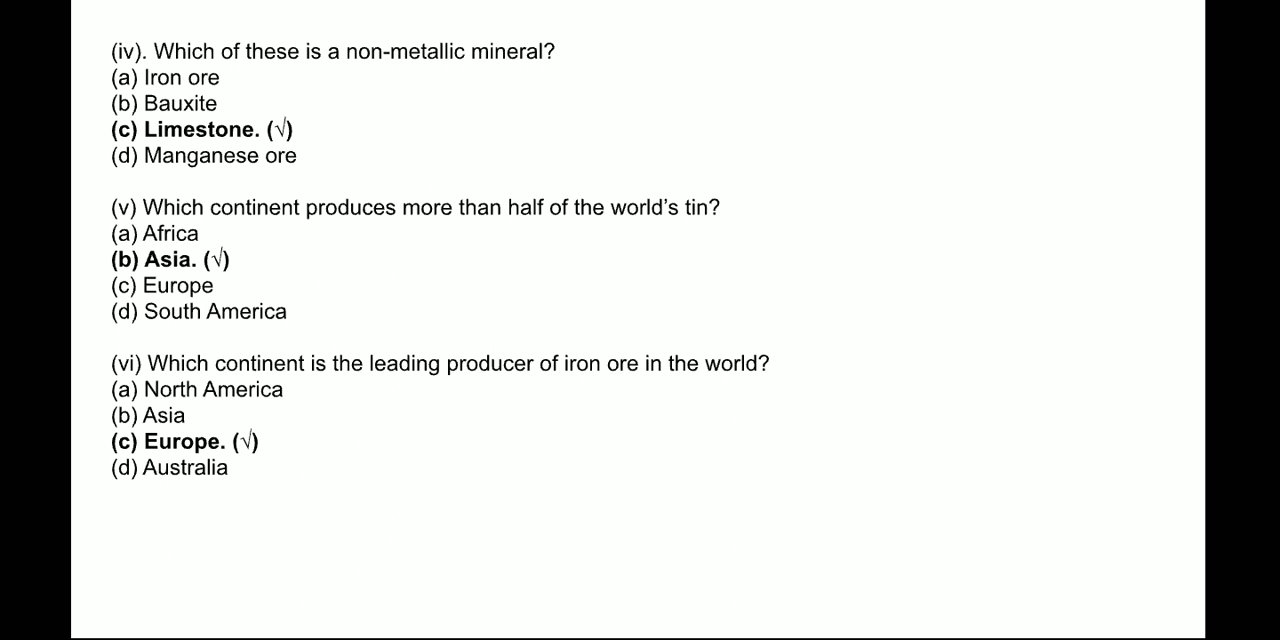 (iv). Which of these is a non-metallic mineral?
(a) Iron ore
(b) Bauxite
(c) Limestone. (√)
(d) Manganese ore
(v) Which continent produces more than half of the world’s tin?
(a) Africa
(b) Asia. (√)
(c) Europe
(d) South America
(vi) Which continent is the leading producer of iron ore in the world?
(a) North America
(b) Asia
(c) Europe. (√)
(d) Australia